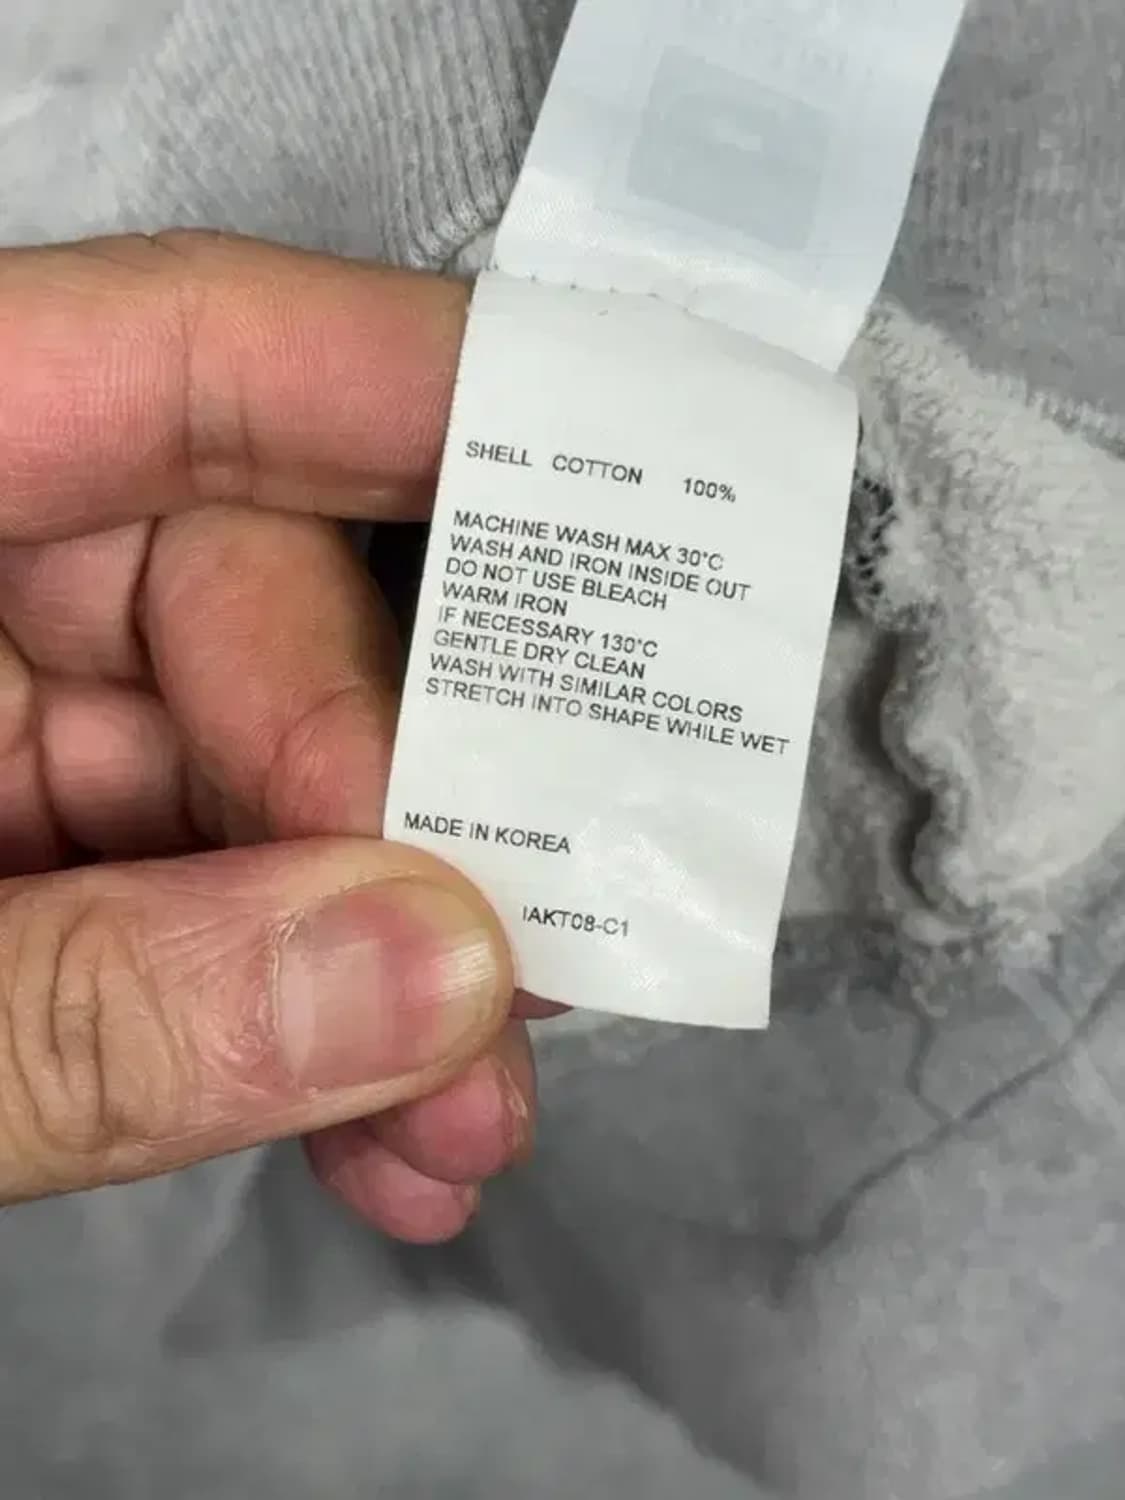 SHELL COTTON 100%
MACHINE WASH MAX 30°C
WASH AND IRON INSIDE OUT
DO NOT USE BLEACH
WARM IRON
IF NECESSARY 130°C
GENTLE DRY CLEAN
WASH WITH SIMILAR COLORS
STRETCH INTO SHAPE WHILE WET
MADE IN KOREA
IAKT08-C1